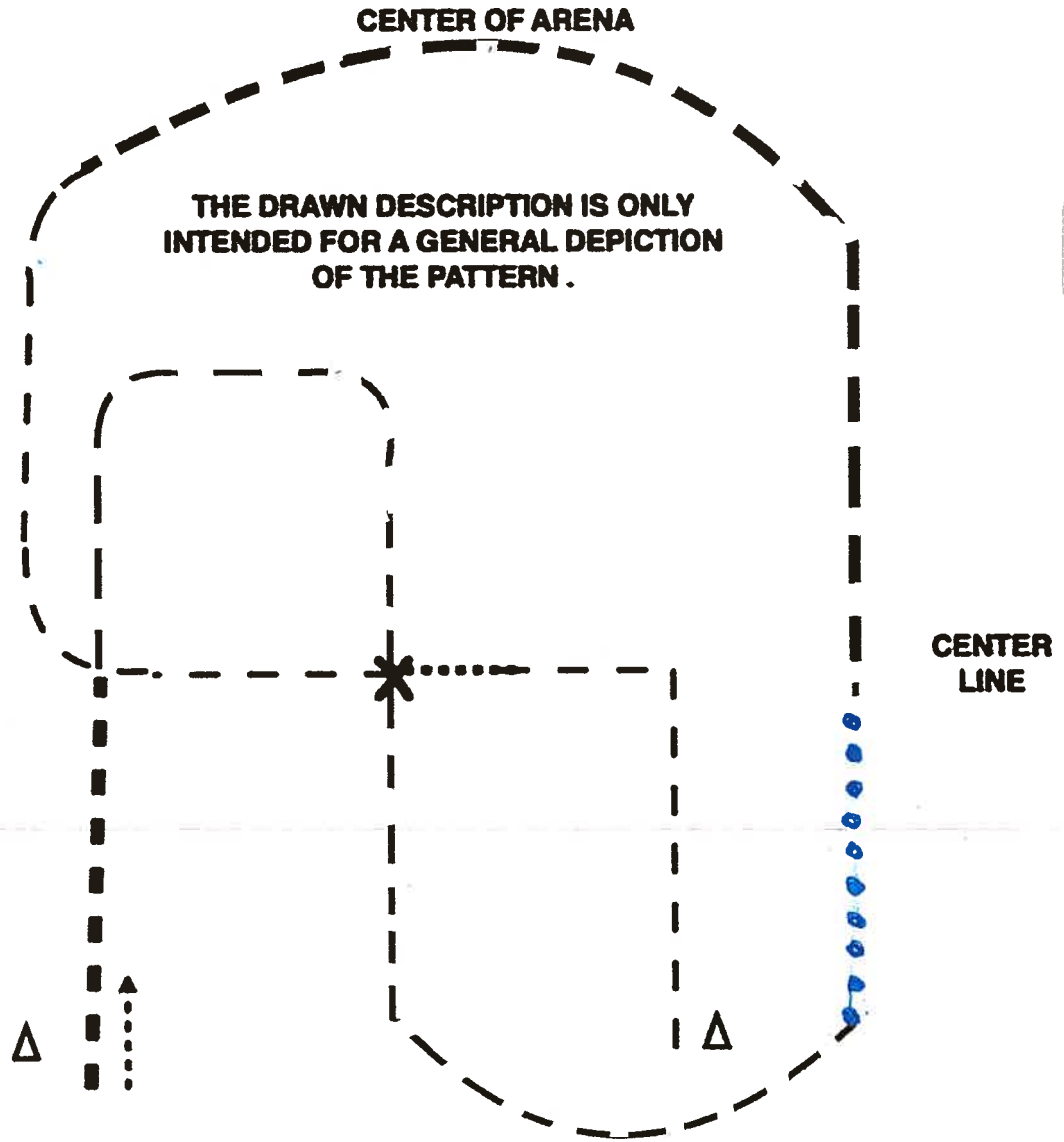 CENTER OF ARENA
THE DRAWN DESCRIPTION IS ONLY
INTENDED FOR A GENERAL DEPICTION
OF THE PATTERN .
CENTER
LINE